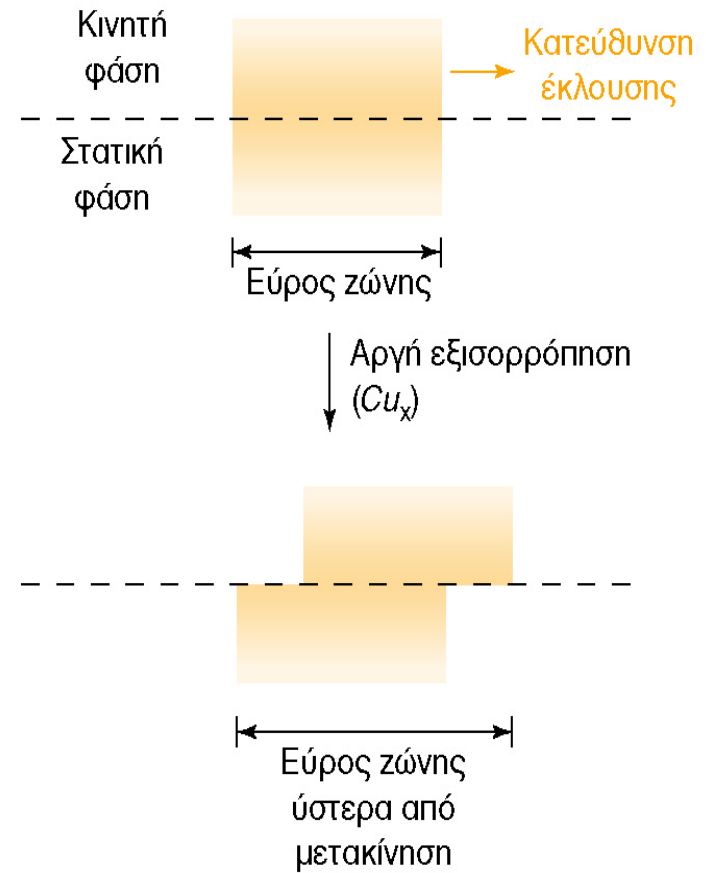 Κινητή
φάση
Κατεύθυνση
έκλουσης
Στατική
φάση
Εύρος ζώνης
Αργή εξισορρόπηση
(Cuₓ)
Εύρος ζώνης
ύστερα από
μετακίνηση